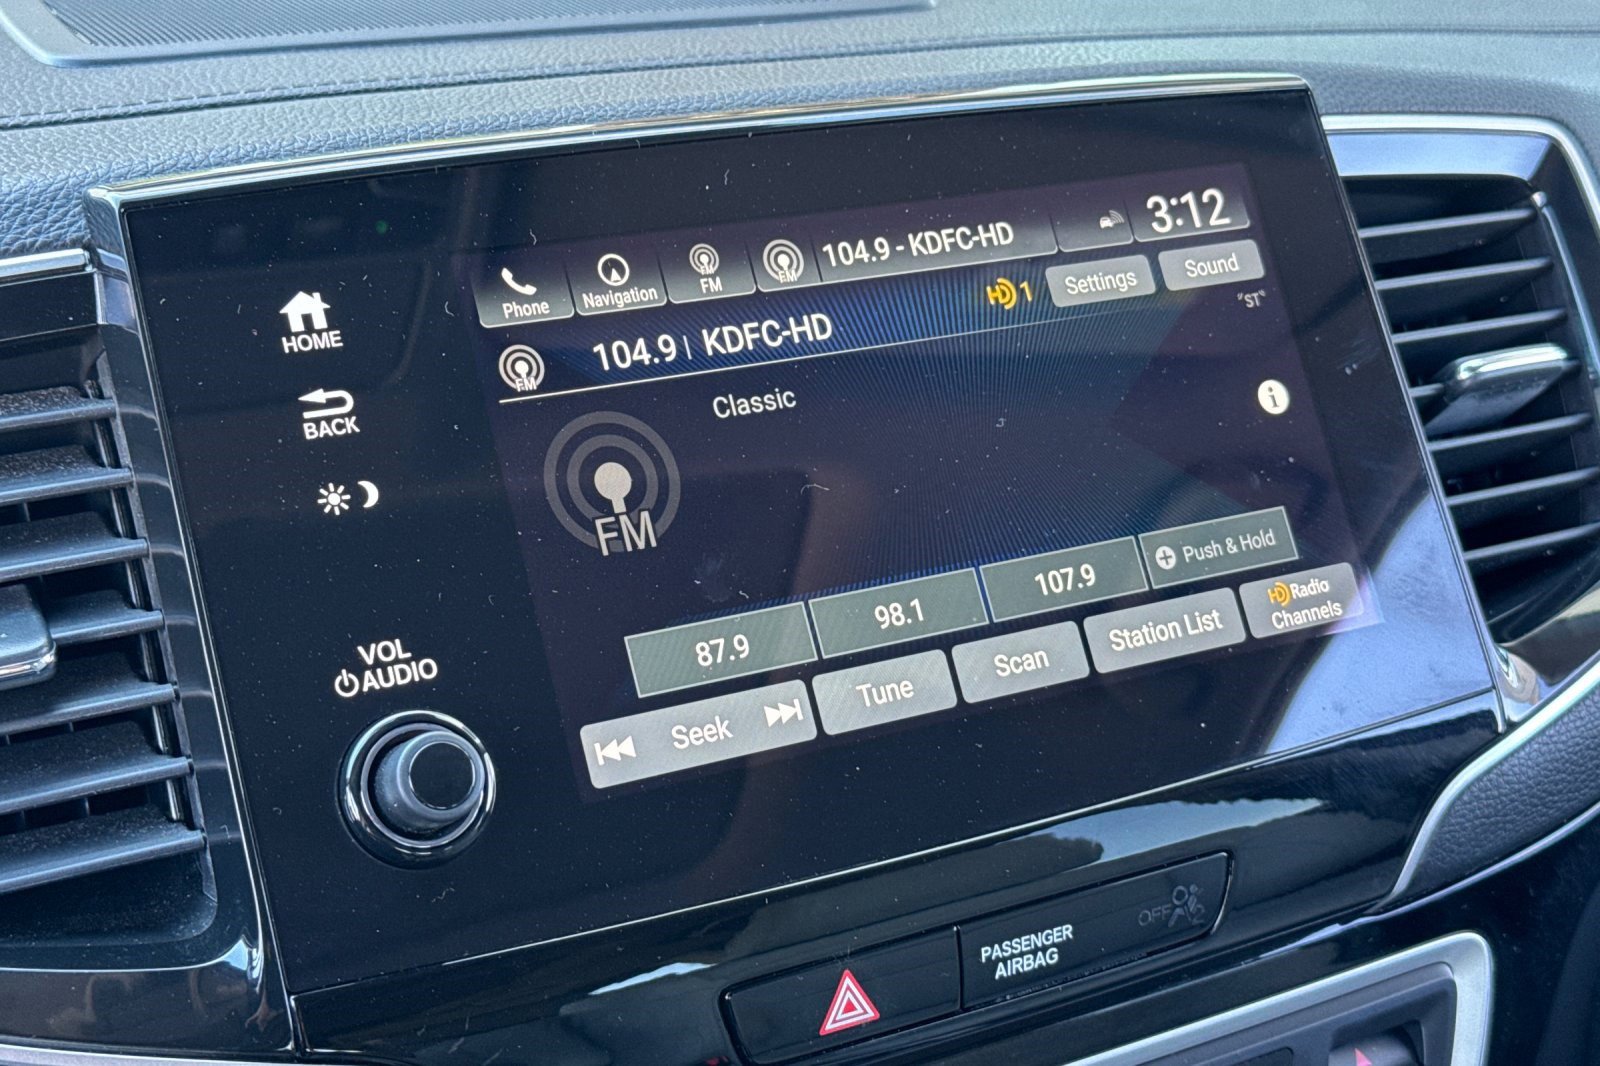 Phone
Navigation
FM
FM
FM
104.9 - KDFC-HD
3:12
HD 1
Settings
Sound
"ST"
FM
104.9 | KDFC-HD
Classic
i
FM
HOME
BACK
87.9
98.1
107.9
Push & Hold
Seek
Tune
Scan
Station List
HD Radio
Channels
VOL
AUDIO
PASSENGER
AIRBAG
OFF
2